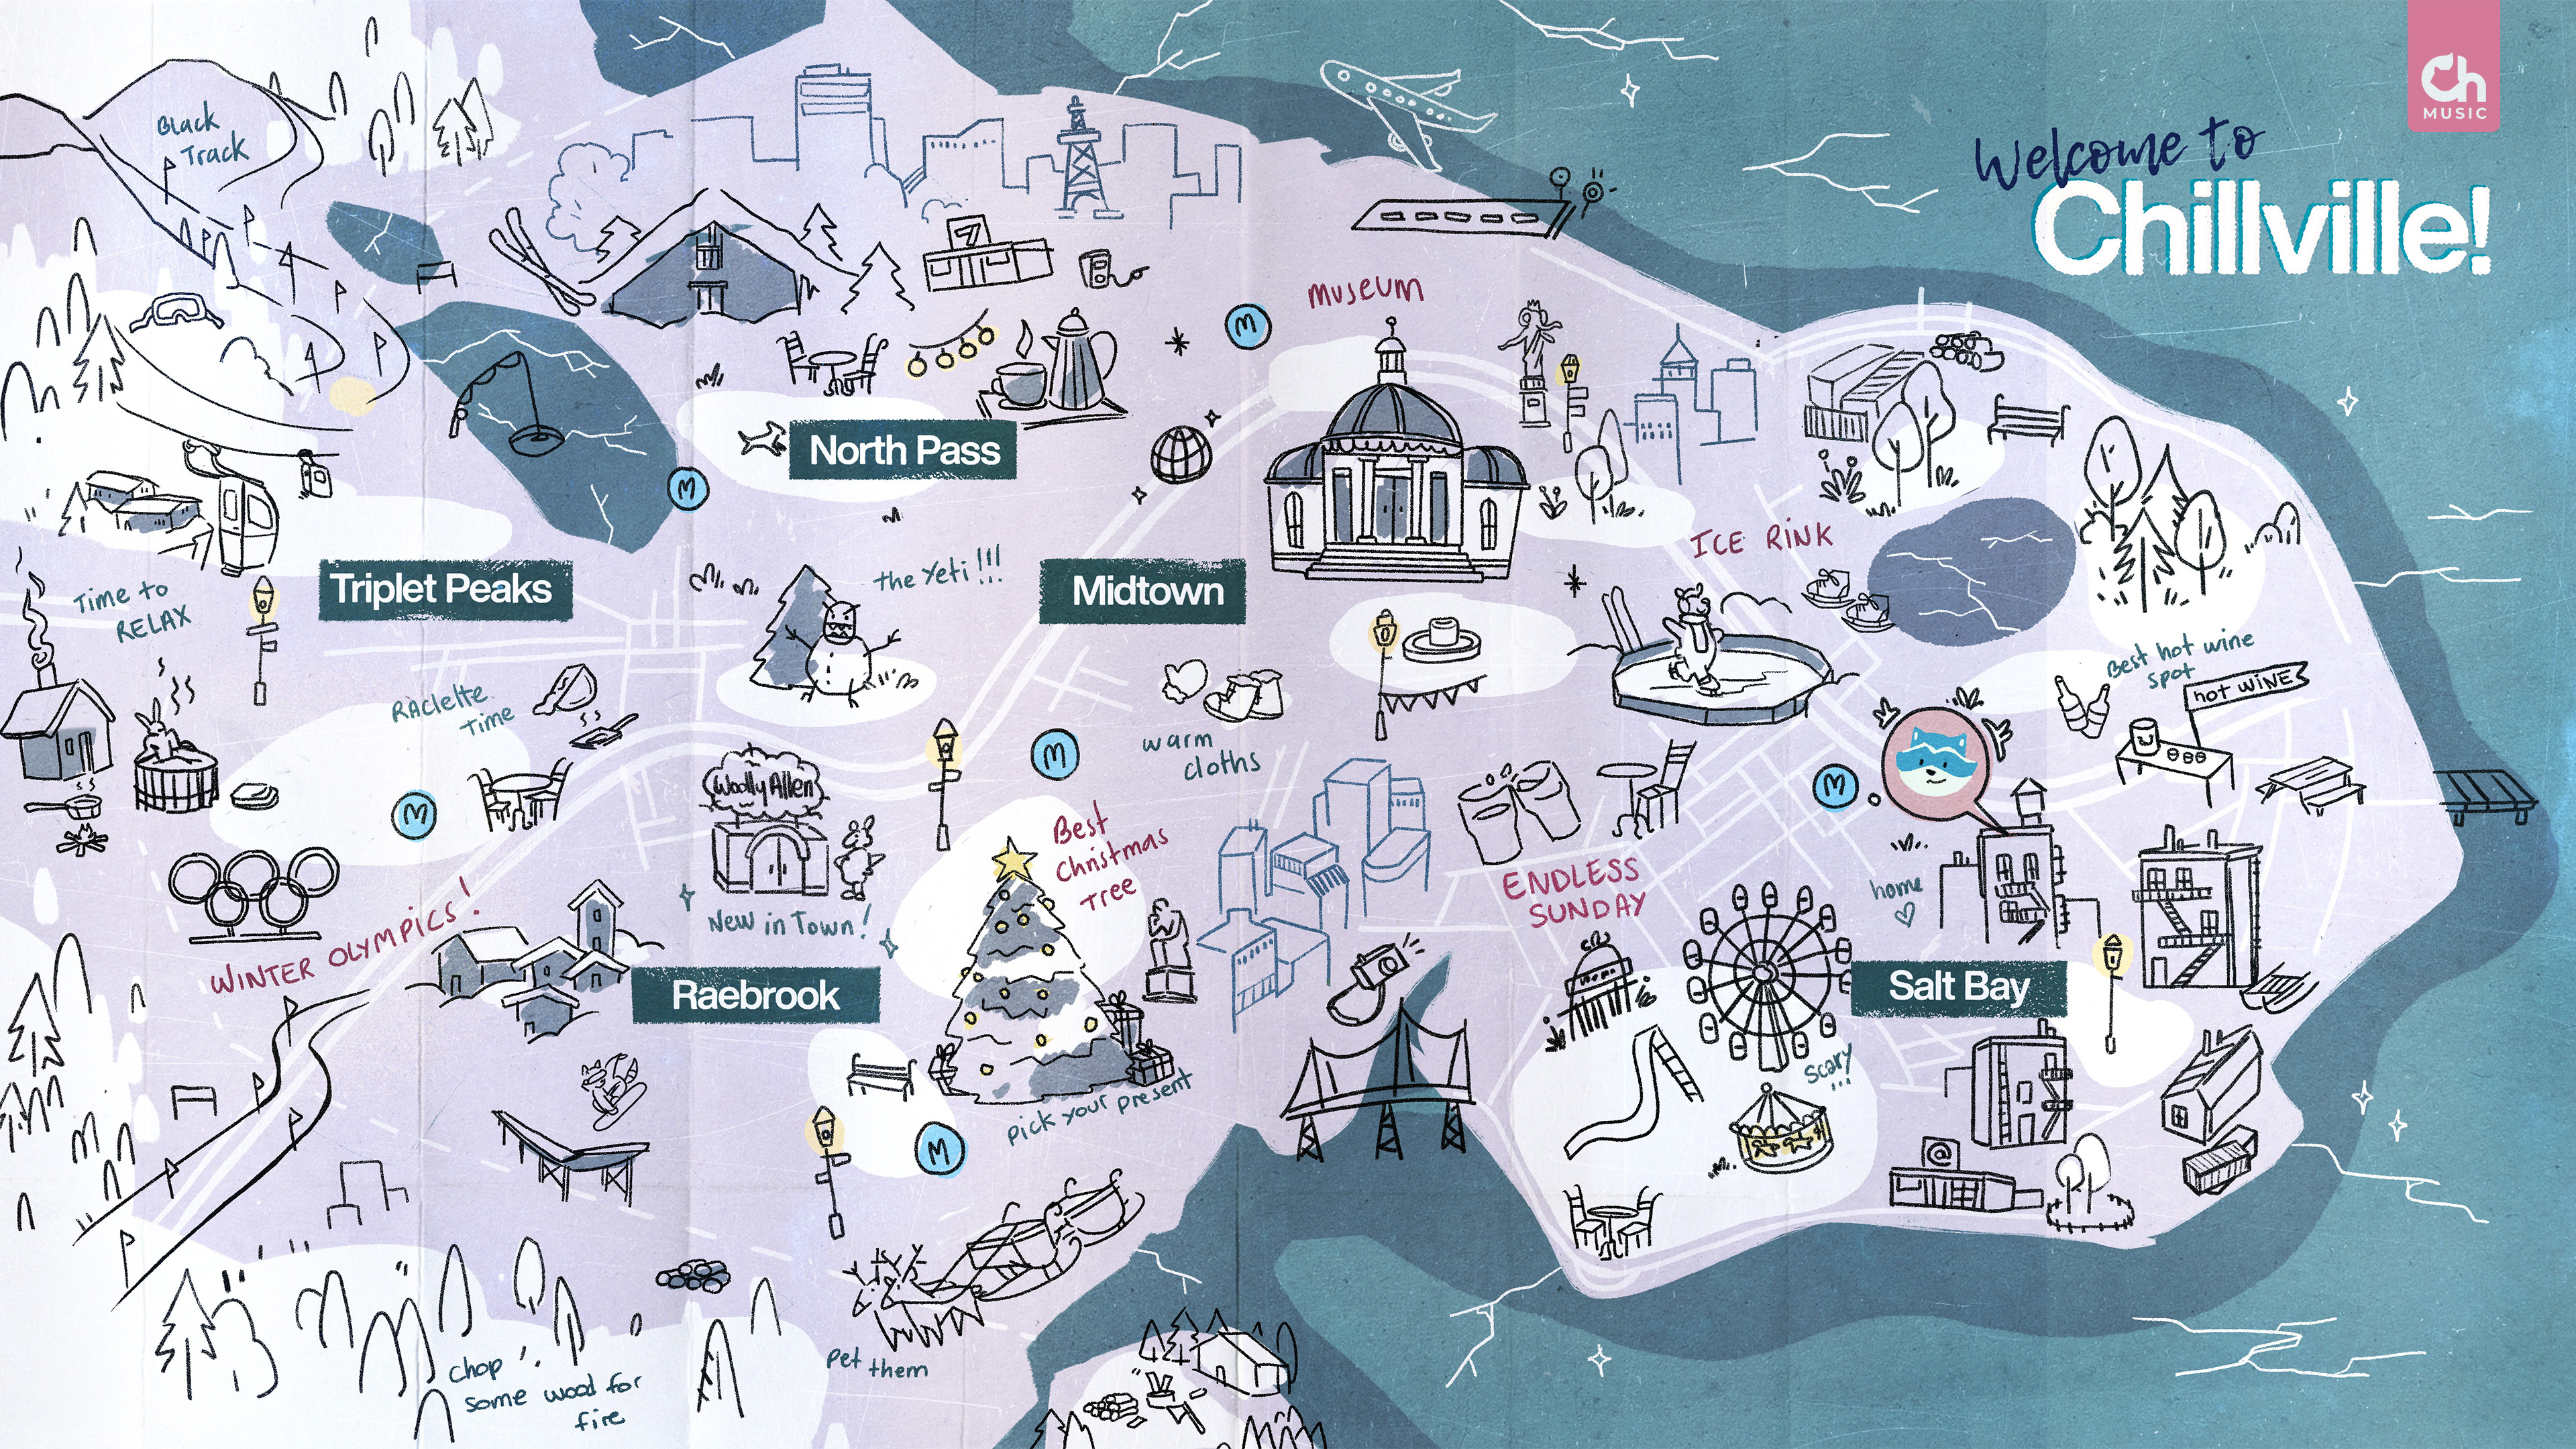 Ch
MUSIC
Welcome to
Chillville!
Black
Track
7
M
museum
North Pass
M
ICE RINK
Triplet Peaks
the Yeti !!!
Midtown
Time to
RELAX
Best hot wine
spot
hot WINE
Raclette
Time
warm
cloths
M
M
M
Woolly Allen
New in Town!
Best
Christmas
Tree
ENDLESS
SUNDAY
home
WINTER OLYMPICS!
Raebrook
Salt Bay
scary
!!!
pick your present
M
@
Pet them
chop
some wood for
fire